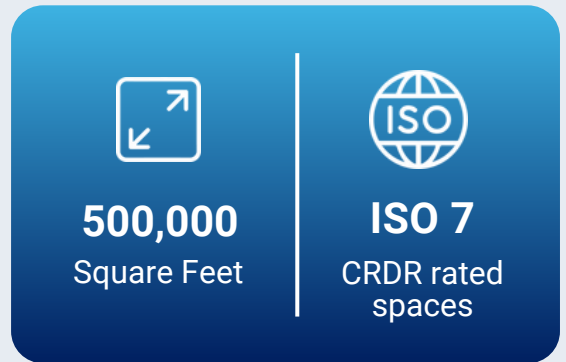 500,000
Square Feet
ISO
ISO 7
CRDR rated
spaces